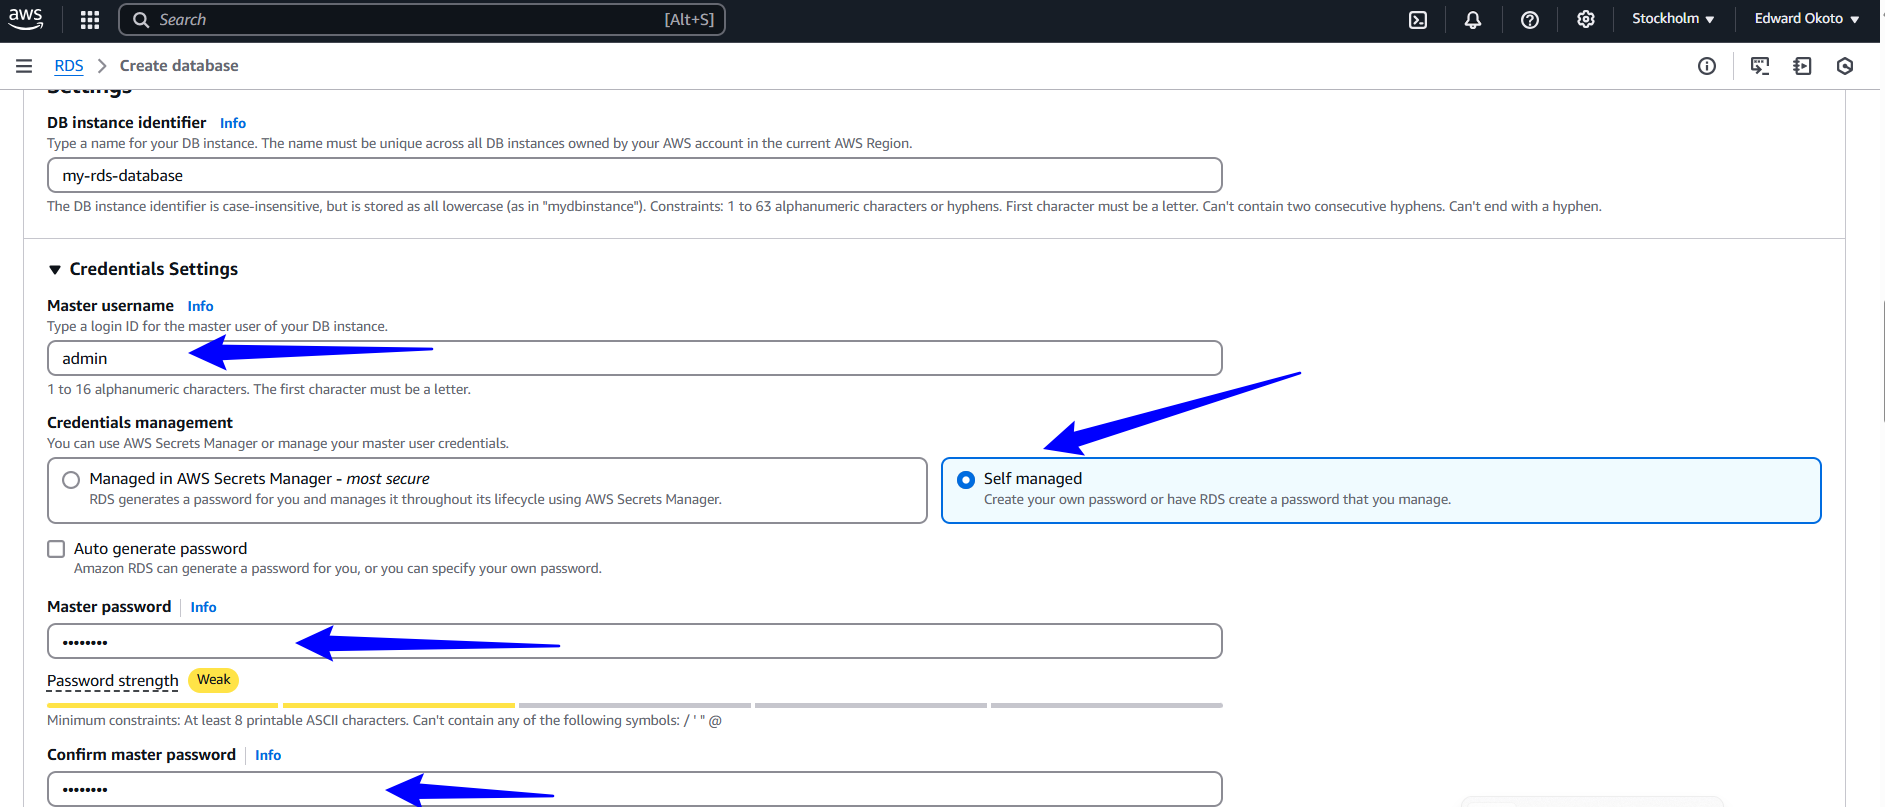 aws
Search [Alt+S]
Stockholm ▼ Edward Okoto ▼
RDS > Create database
Settings
DB instance identifier Info
Type a name for your DB instance. The name must be unique across all DB instances owned by your AWS account in the current AWS Region.
my-rds-database
The DB instance identifier is case-insensitive, but is stored as all lowercase (as in "mydbinstance"). Constraints: 1 to 63 alphanumeric characters or hyphens. First character must be a letter. Can't contain two consecutive hyphens. Can't end with a hyphen.
▼ Credentials Settings
Master username Info
Type a login ID for the master user of your DB instance.
admin
1 to 16 alphanumeric characters. The first character must be a letter.
Credentials management
You can use AWS Secrets Manager or manage your master user credentials.
Managed in AWS Secrets Manager - most secure
RDS generates a password for you and manages it throughout its lifecycle using AWS Secrets Manager.
Self managed
Create your own password or have RDS create a password that you manage.
Auto generate password
Amazon RDS can generate a password for you, or you can specify your own password.
Master password Info
••••••••
Password strength Weak
Minimum constraints: At least 8 printable ASCII characters. Can't contain any of the following symbols: / ' " @
Confirm master password Info
••••••••